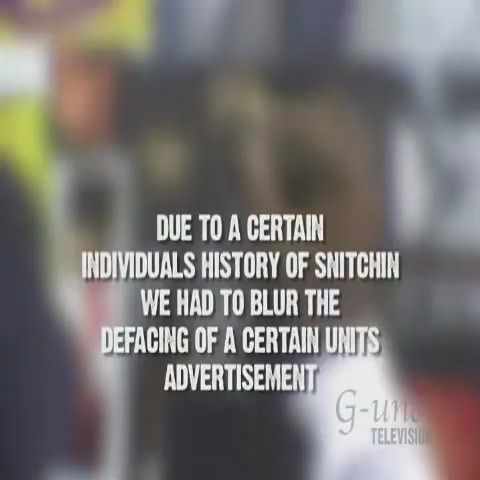 DUE TO A CERTAIN
INDIVIDUALS HISTORY OF SNITCHIN
WE HAD TO BLUR THE
DEFACING OF A CERTAIN UNITS
ADVERTISEMENT
TELEVISION